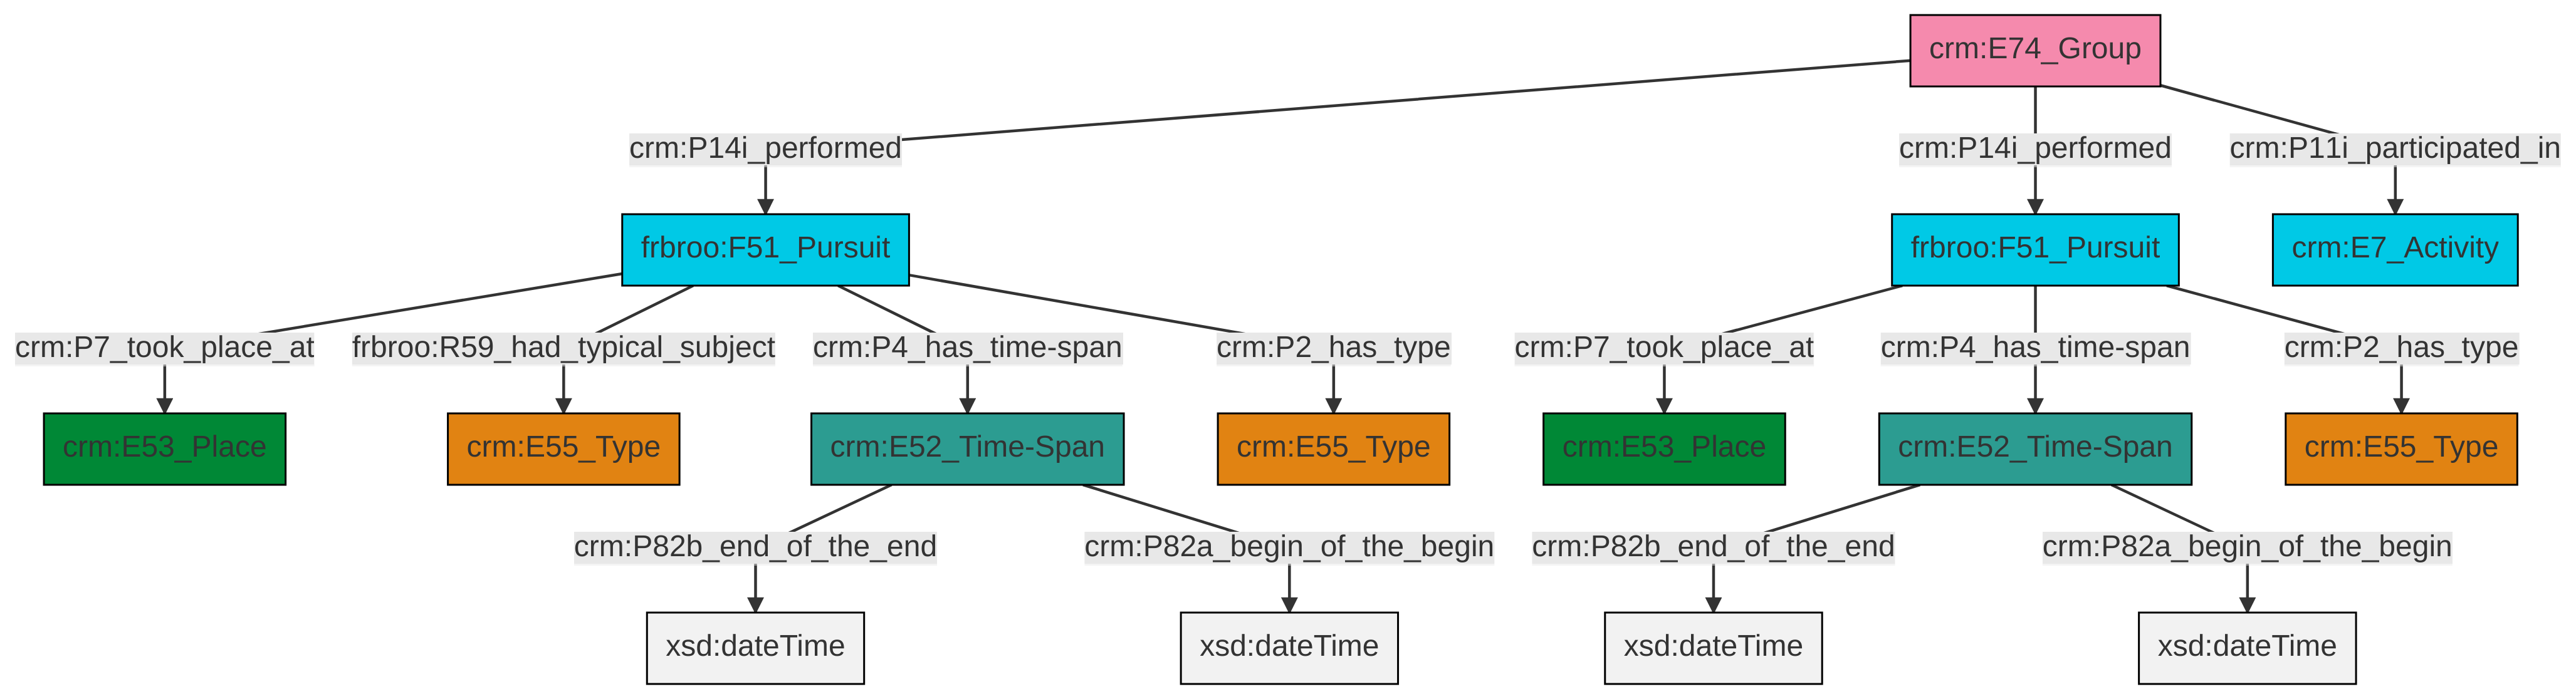 crm:E74_Group
crm:P14i_performed
crm:P14i_performed
crm:P11i_participated_in
frbroo:F51_Pursuit
frbroo:F51_Pursuit
crm:E7_Activity
crm:P7_took_place_at
frbroo:R59_had_typical_subject
crm:P4_has_time-span
crm:P2_has_type
crm:P7_took_place_at
crm:P4_has_time-span
crm:P2_has_type
crm:E53_Place
crm:E55_Type
crm:E52_Time-Span
crm:E55_Type
crm:E53_Place
crm:E52_Time-Span
crm:E55_Type
crm:P82b_end_of_the_end
crm:P82a_begin_of_the_begin
crm:P82b_end_of_the_end
crm:P82a_begin_of_the_begin
xsd:dateTime
xsd:dateTime
xsd:dateTime
xsd:dateTime